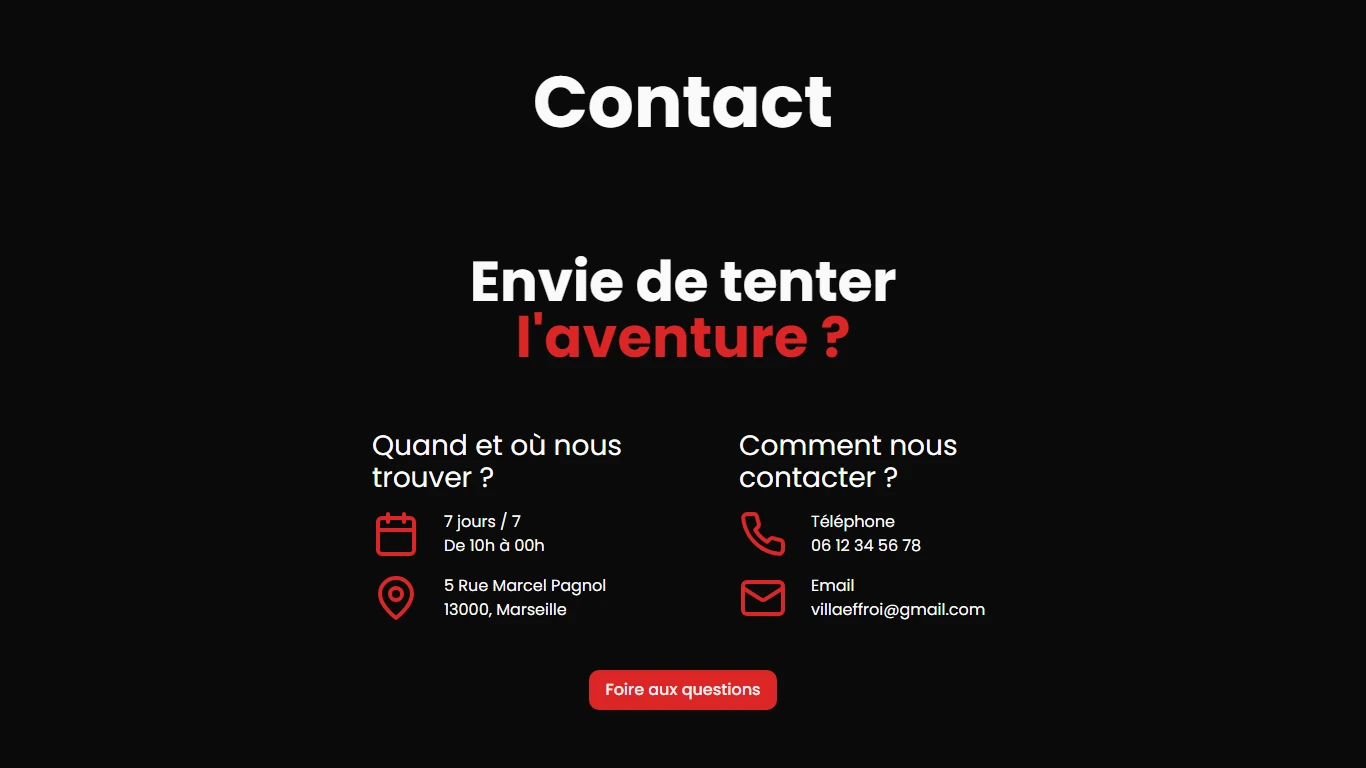 Contact
Envie de tenter
l'aventure ?
Quand et où nous
trouver ?
7 jours / 7
De 10h à 00h
5 Rue Marcel Pagnol
13000, Marseille
Comment nous
contacter ?
Téléphone
06 12 34 56 78
Email
villaeffroi@gmail.com
Foire aux questions